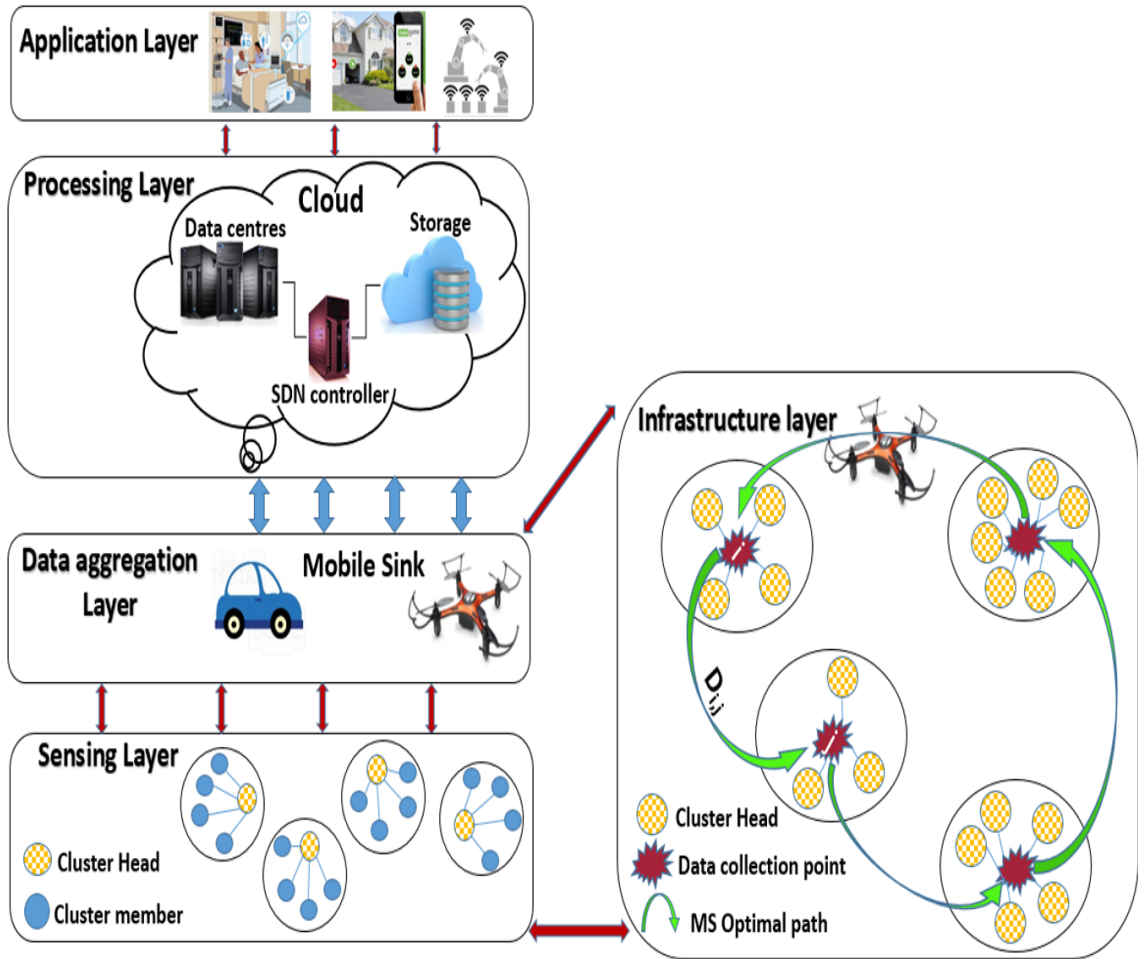 Application Layer
Processing Layer
Cloud
Data centres
Storage
SDN controller
Data aggregation
Layer
Mobile Sink
Sensing Layer
Cluster Head
Cluster member
Infrastructure layer
i
Di,j
j
Cluster Head
Data collection point
MS Optimal path